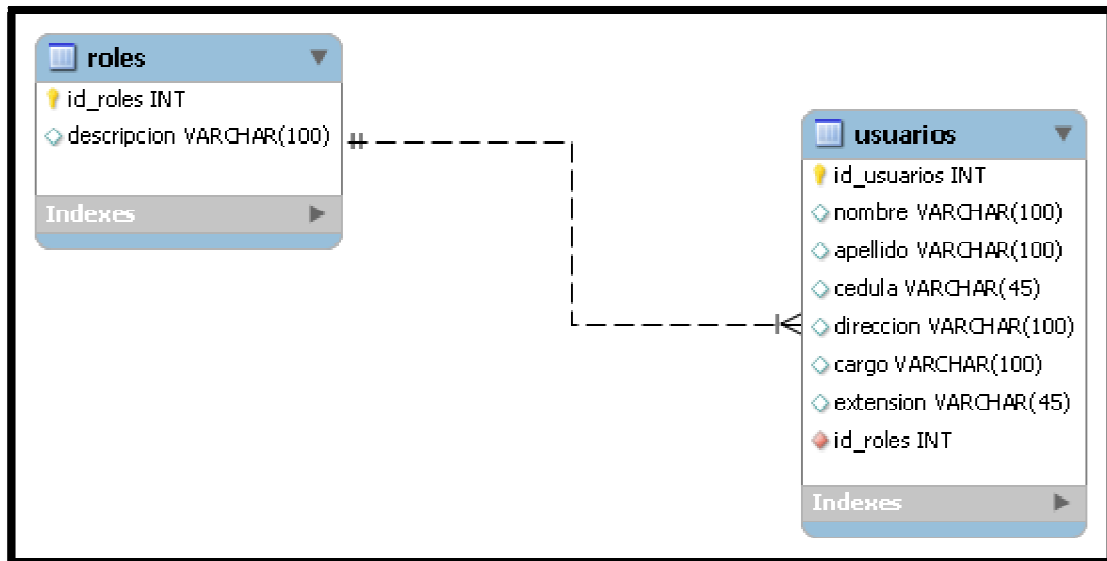 roles
id_roles INT
descripcion VARCHAR(100)
Indexes
usuarios
id_usuarios INT
nombre VARCHAR(100)
apellido VARCHAR(100)
cedula VARCHAR(45)
direccion VARCHAR(100)
cargo VARCHAR(100)
extension VARCHAR(45)
id_roles INT
Indexes